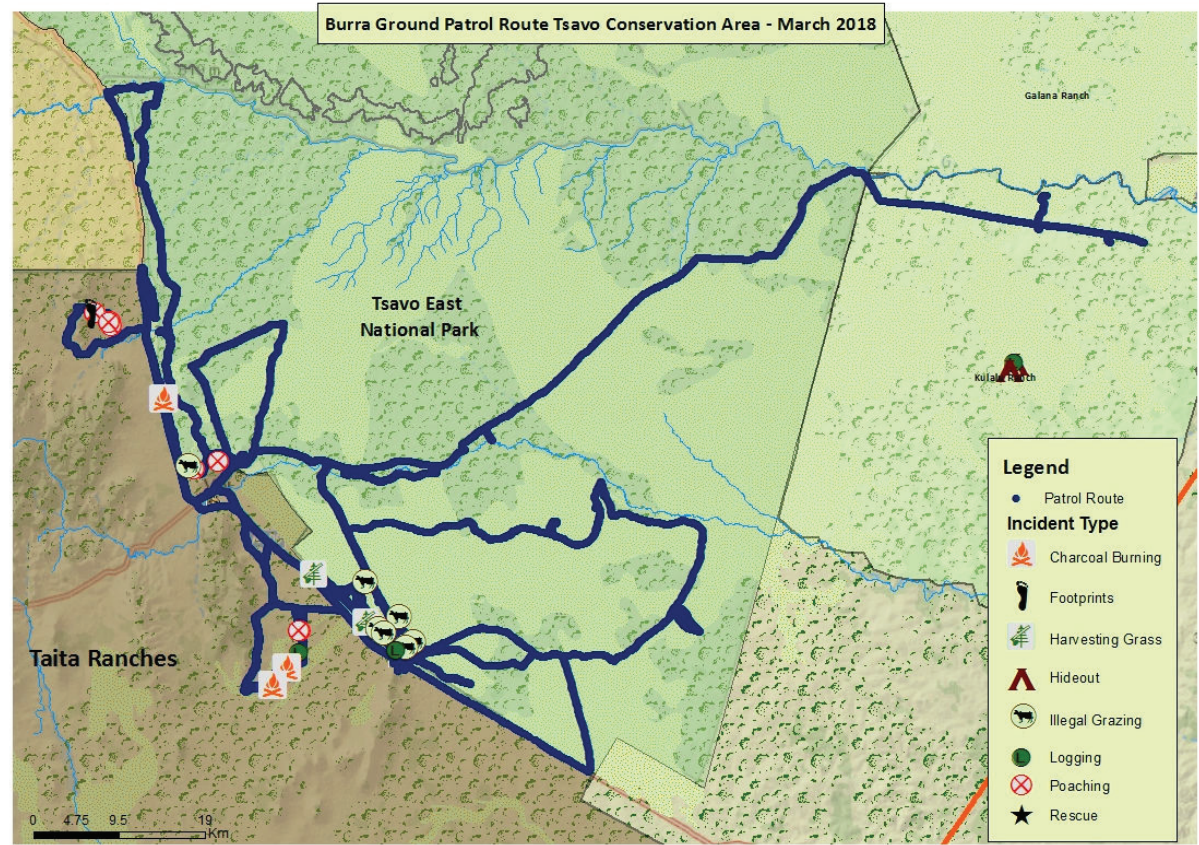 Burra Ground Patrol Route Tsavo Conservation Area - March 2018
Galana Ranch
Tsavo East
National Park
Kulalu Ranch
Taita Ranches
Legend
Patrol Route
Incident Type
Charcoal Burning
Footprints
Harvesting Grass
Hideout
Illegal Grazing
L Logging
Poaching
Rescue
0 4.75 9.5 19
Km